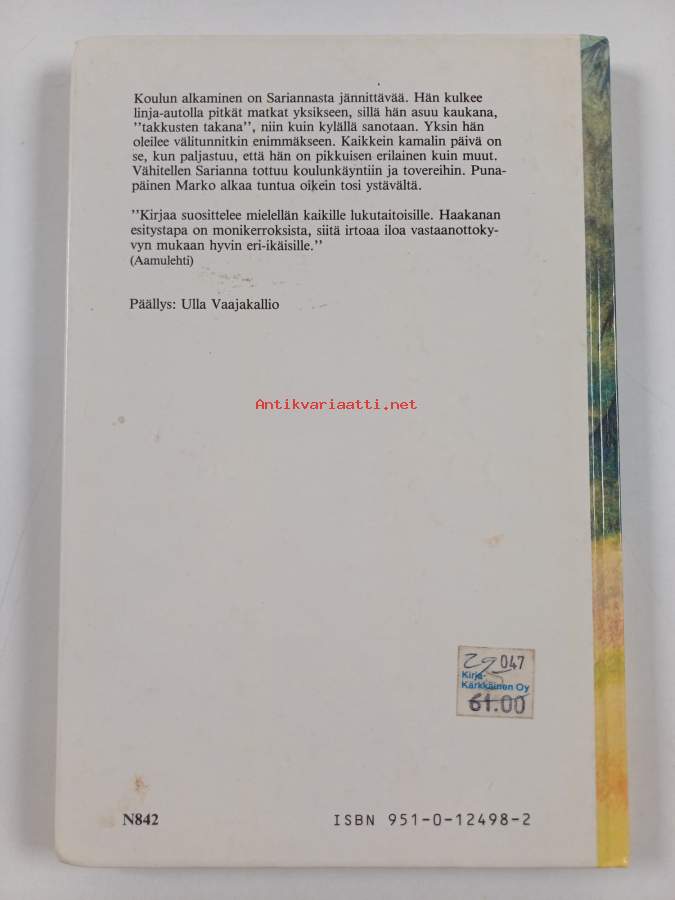 Koulun alkaminen on Sariannasta jännittävää. Hän kulkee
linja-autolla pitkät matkat yksikseen, sillä hän asuu kaukana,
"takkusten takana", niin kuin kylällä sanotaan. Yksin hän
oleilee välitunnitkin enimmäkseen. Kaikkein kamalin päivä on
se, kun paljastuu, että hän on pikkuisen erilainen kuin muut.
Vähitellen Sarianna tottuu koulunkäyntiin ja tovereihin. Puna-
päinen Marko alkaa tuntua oikein tosi ystävältä.
"Kirjaa suosittelee mielellän kaikille lukutaitoisille. Haakanan
esitystapa on monikerroksista, siitä irtoaa iloa vastaanottoky-
vyn mukaan hyvin eri-ikäisille."
(Aamulehti)
Päällys: Ulla Vaajakallio
Antikvariaatti.net
25 047
Kirja-
Kärkkäinen Oy
61.00
N842
ISBN 951-0-12498-2